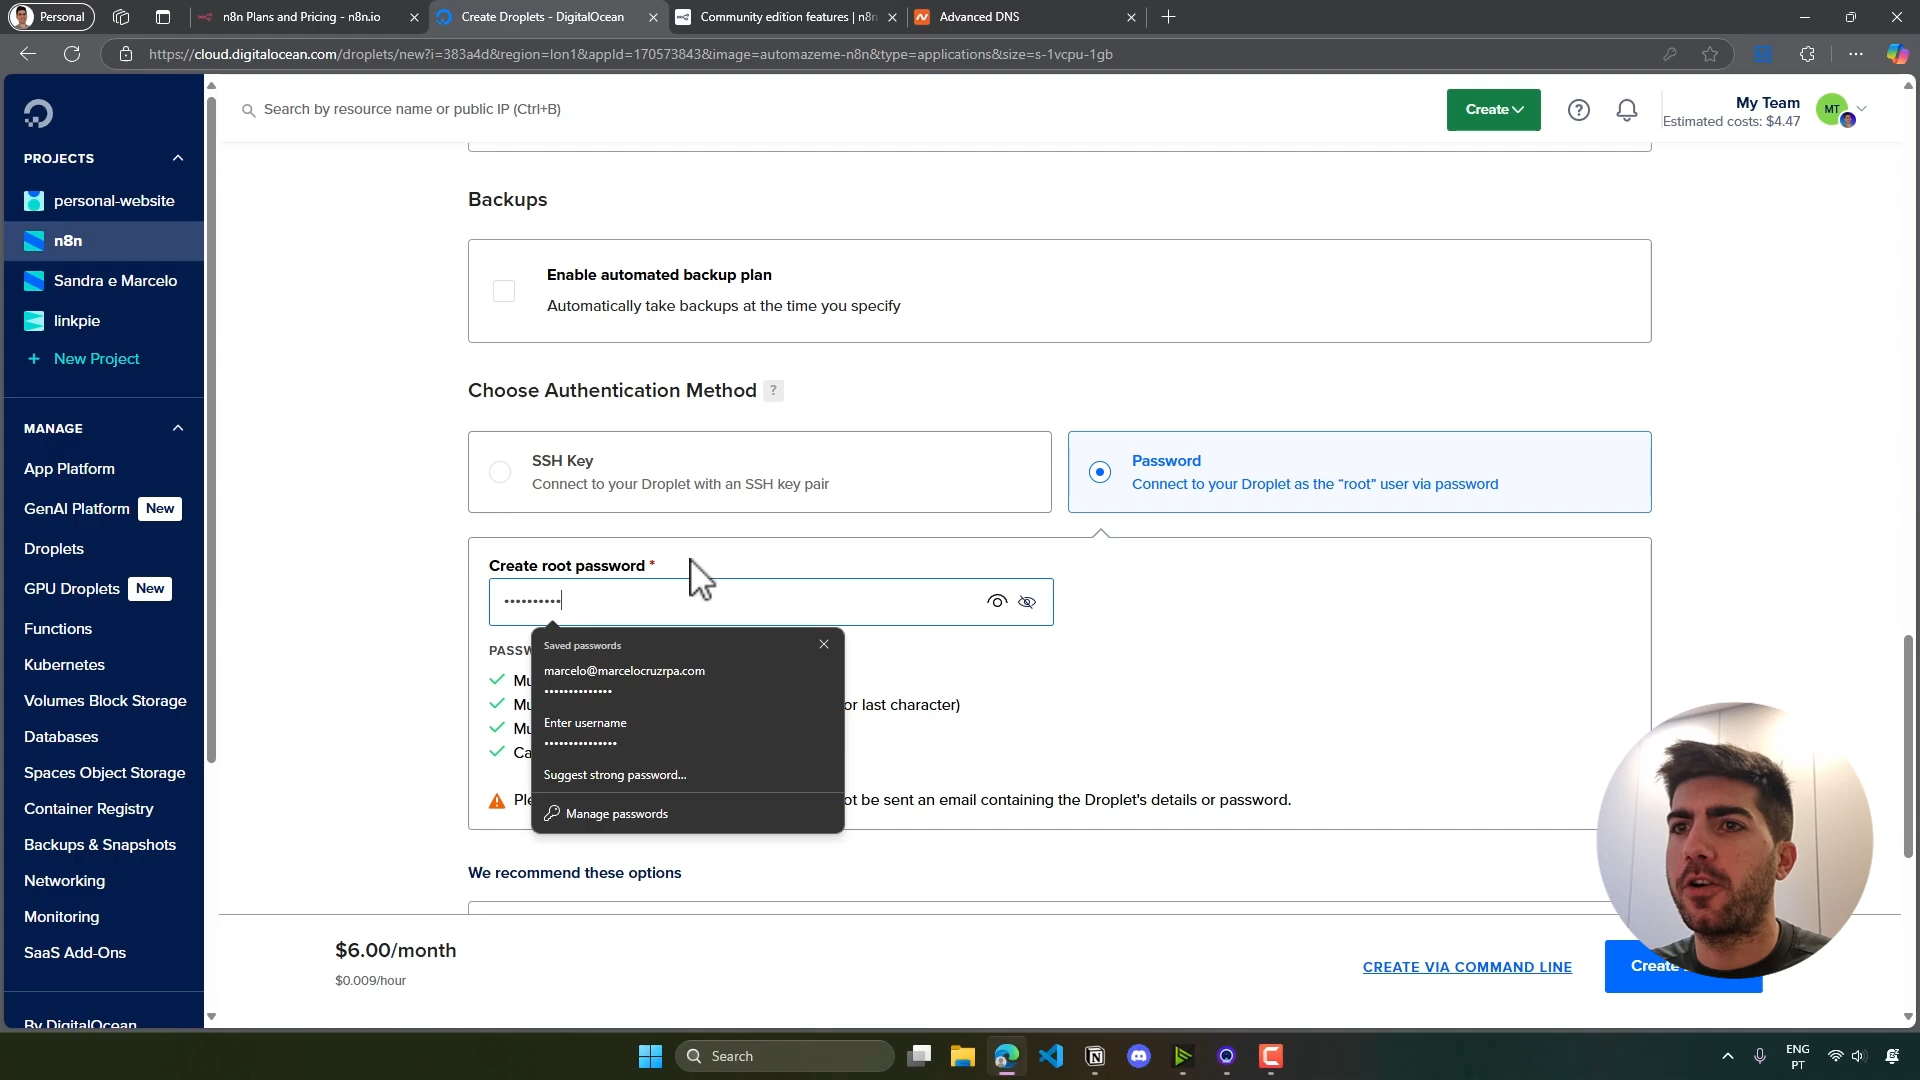 Personal
n8n Plans and Pricing - n8n.io
Create Droplets - DigitalOcean
Community edition features | n8n
Advanced DNS
https://cloud.digitalocean.com/droplets/new?i=383a4d&region=lon1&appId=170573843&image=automazeme-n8n&type=applications&size=s-1vcpu-1gb
Search by resource name or public IP (Ctrl+B)
Create
?
My Team
Estimated costs: $4.47
MT
PROJECTS
personal-website
n8n
Sandra e Marcelo
linkpie
+ New Project
MANAGE
App Platform
GenAI Platform New
Droplets
GPU Droplets New
Functions
Kubernetes
Volumes Block Storage
Databases
Spaces Object Storage
Container Registry
Backups & Snapshots
Networking
Monitoring
SaaS Add-Ons
By DigitalOcean
Backups
Enable automated backup plan
Automatically take backups at the time you specify
Choose Authentication Method ?
SSH Key
Connect to your Droplet with an SSH key pair
Password
Connect to your Droplet as the “root” user via password
Create root password *
••••••••••
PASSW
Mu
Mu
or last character)
Mu
Ca
Ple
ot be sent an email containing the Droplet's details or password.
Saved passwords
marcelo@marcelocruzrpa.com
••••••••••••••
Enter username
•••••••••••••••
Suggest strong password...
Manage passwords
We recommend these options
$6.00/month
$0.009/hour
CREATE VIA COMMAND LINE
Create
Search
ENG
PT